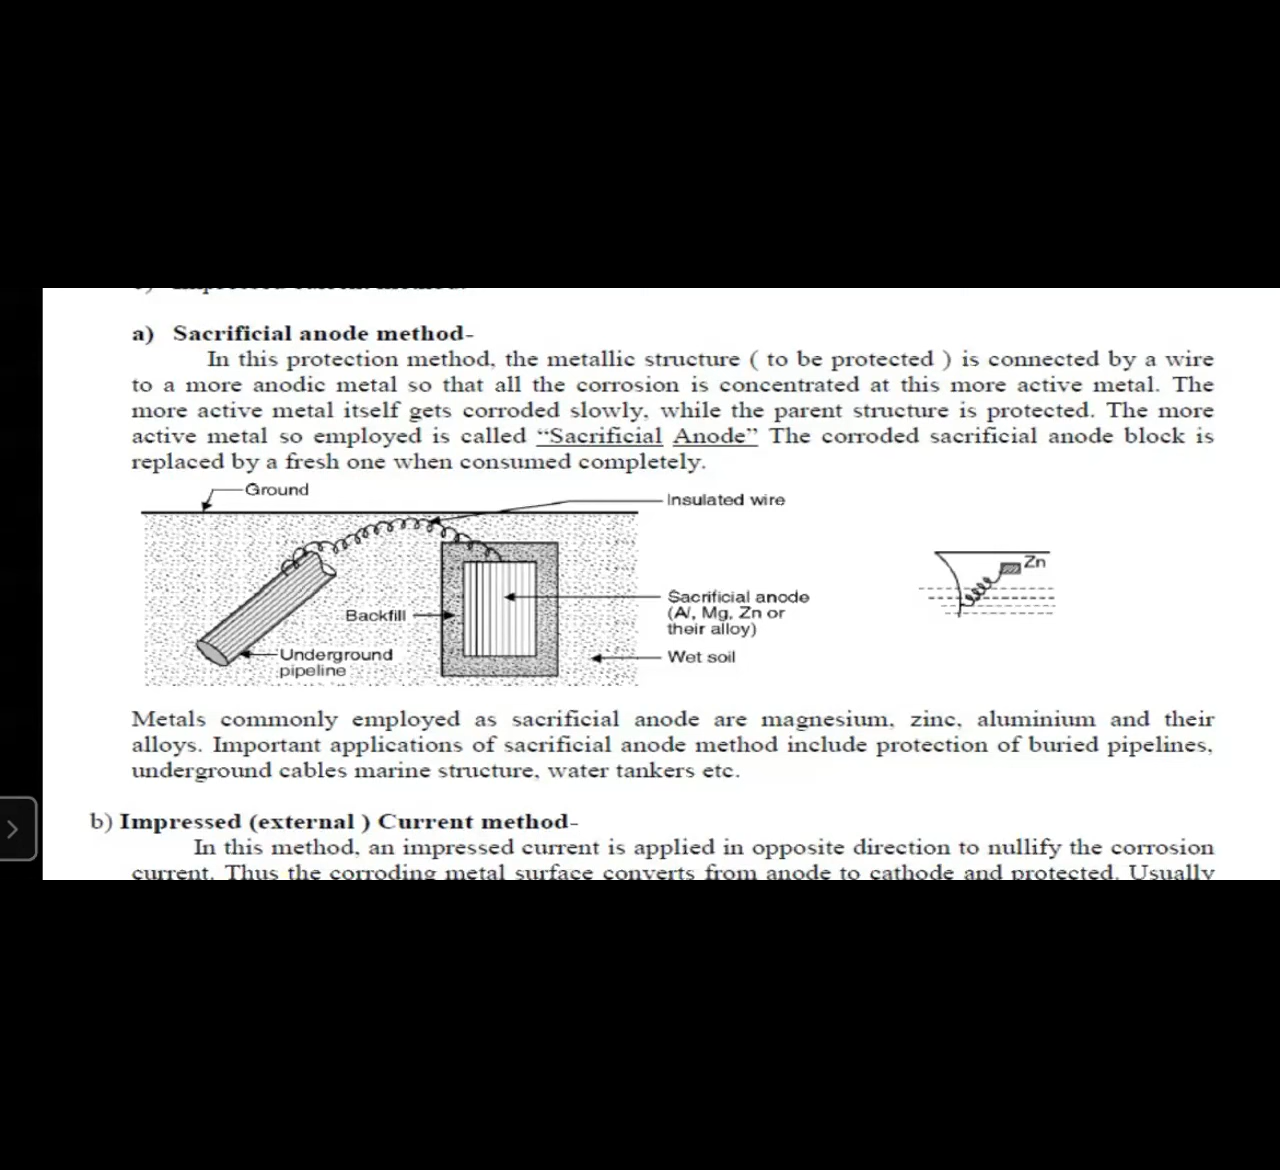 a) Sacrificial anode method-
In this protection method, the metallic structure ( to be protected ) is connected by a wire
to a more anodic metal so that all the corrosion is concentrated at this more active metal. The
more active metal itself gets corroded slowly, while the parent structure is protected. The more
active metal so employed is called “Sacrificial Anode” The corroded sacrificial anode block is
replaced by a fresh one when consumed completely.
Ground
Insulated wire
Zn
Sacrificial anode
(Al, Mg, Zn or
their alloy)
Backfill
Underground
pipeline
Wet soil
Metals commonly employed as sacrificial anode are magnesium, zinc, aluminium and their
alloys. Important applications of sacrificial anode method include protection of buried pipelines,
underground cables marine structure, water tankers etc.
b) Impressed (external ) Current method-
In this method, an impressed current is applied in opposite direction to nullify the corrosion
current. Thus the corroding metal surface converts from anode to cathode and protected. Usually